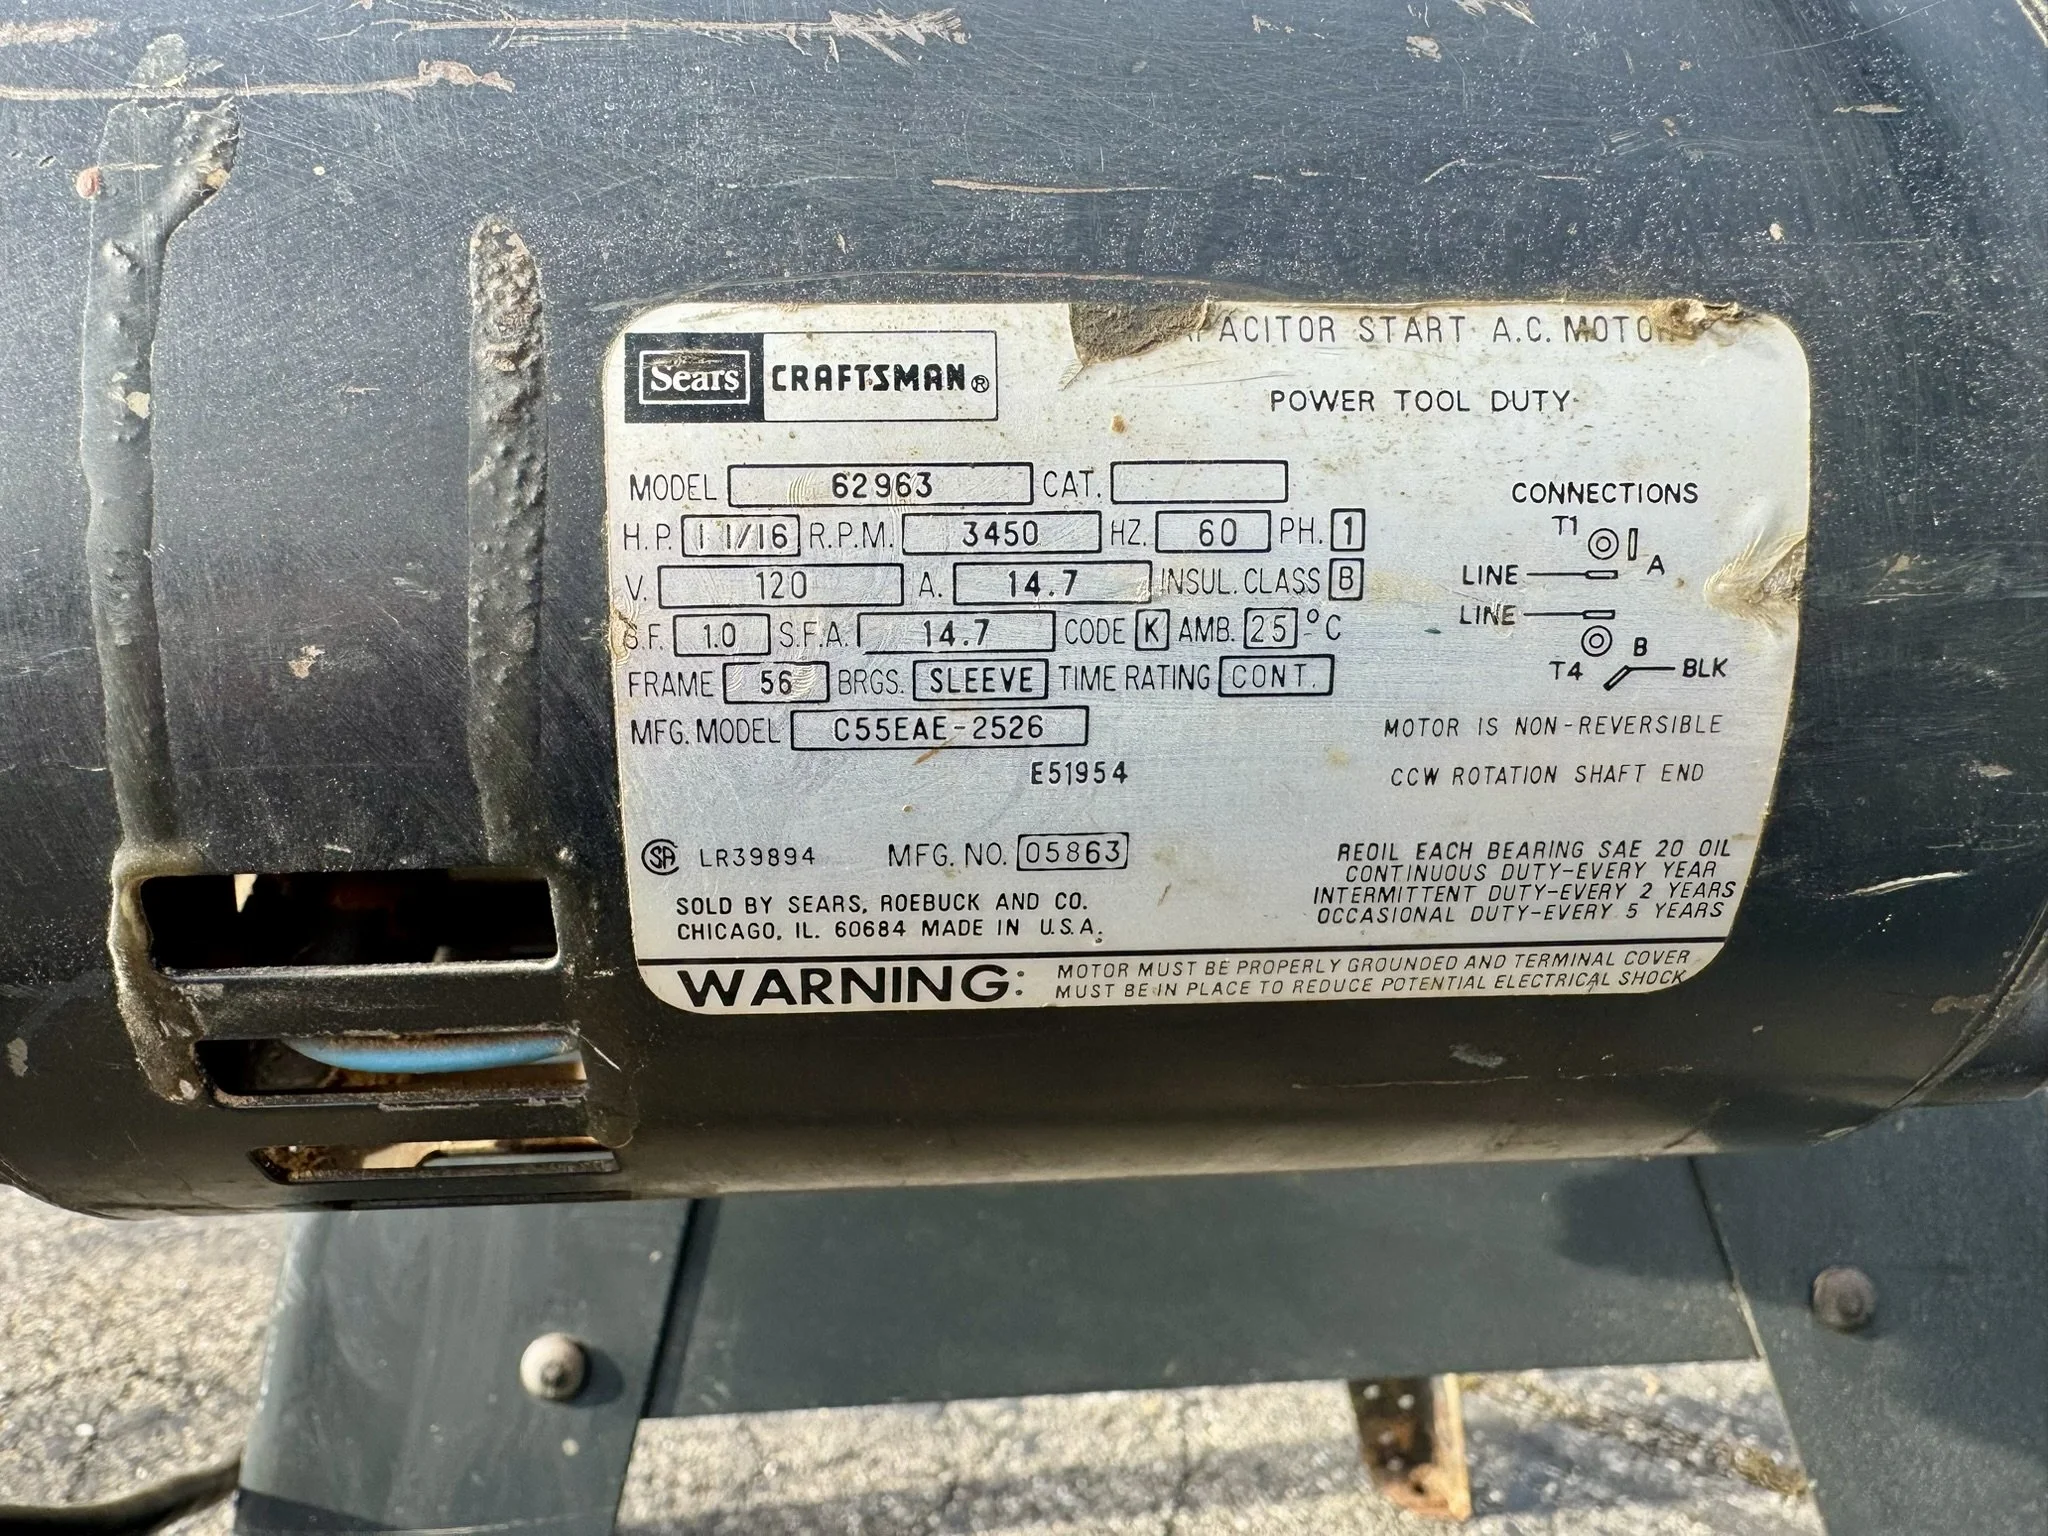 Sears CRAFTSMAN®
PACITOR START A.C. MOTOR
POWER TOOL DUTY
MODEL 62963 CAT.
H.P. 1 1/16 R.P.M. 3450 HZ. 60 PH. 1
V. 120 A. 14.7 INSUL. CLASS B
S.F. 1.0 S.F.A. 14.7 CODE K AMB. 25 °C
FRAME 56 BRGS. SLEEVE TIME RATING CONT.
MFG. MODEL C55EAE-2526
E51954
SA LR39894 MFG. NO. 05863
SOLD BY SEARS, ROEBUCK AND CO.
CHICAGO, IL. 60684 MADE IN U.S.A.
CONNECTIONS
T1
A
LINE
LINE
B
T4 BLK
MOTOR IS NON-REVERSIBLE
CCW ROTATION SHAFT END
REOIL EACH BEARING SAE 20 OIL
CONTINUOUS DUTY-EVERY YEAR
INTERMITTENT DUTY-EVERY 2 YEARS
OCCASIONAL DUTY-EVERY 5 YEARS
WARNING: MOTOR MUST BE PROPERLY GROUNDED AND TERMINAL COVER
MUST BE IN PLACE TO REDUCE POTENTIAL ELECTRICAL SHOCK